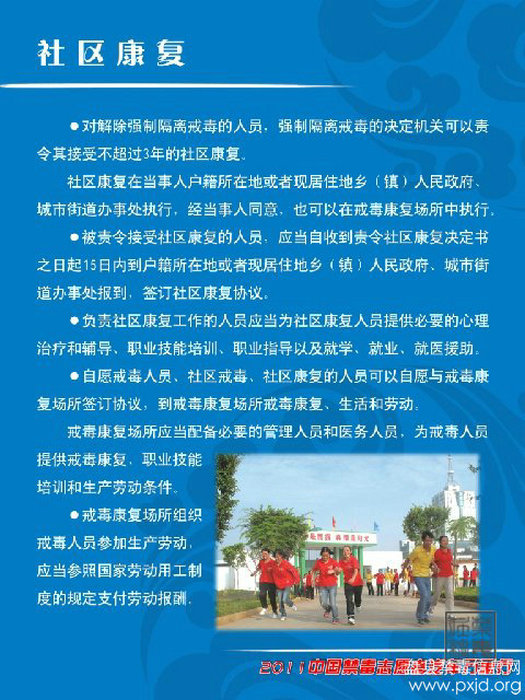 社区康复
●对解除强制隔离戒毒的人员，强制隔离戒毒的决定机关可以责
令其接受不超过3年的社区康复。
社区康复在当事人户籍所在地或者现居住地乡（镇）人民政府、
城市街道办事处执行，经当事人同意，也可以在戒毒康复场所中执行。
●被责令接受社区康复的人员，应当自收到责令社区康复决定书
之日起15日内到户籍所在地或者现居住地乡（镇）人民政府、城市街
道办事处报到，签订社区康复协议。
●负责社区康复工作的人员应当为社区康复人员提供必要的心理
治疗和辅导、职业技能培训、职业指导以及就学、就业、就医援助。
●自愿戒毒人员、社区戒毒、社区康复的人员可以自愿与戒毒康
复场所签订协议，到戒毒康复场所戒毒康复、生活和劳动。
戒毒康复场所应当配备必要的管理人员和医务人员，为戒毒人员
提供戒毒康复，职业技能
培训和生产劳动条件。
●戒毒康复场所组织
戒毒人员参加生产劳动，
应当参照国家劳动用工制
度的规定支付劳动报酬。
2011中国禁毒志愿
www.pxjd.org